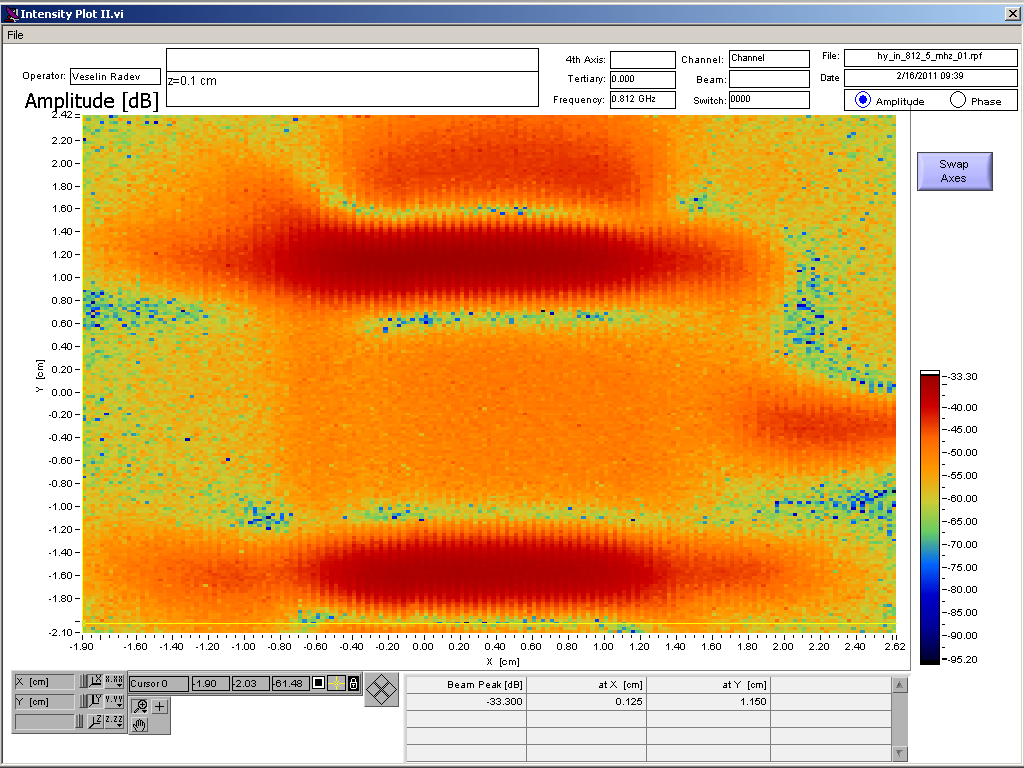 Intensity Plot II.vi
File
Operator: Veselin Radev
z=0.1 cm
4th Axis:
Channel: Channel
File: hy_in_812_5_mhz_01.rpf
Tertiary: 0.000
Beam:
Date 2/16/2011 09:39
Frequency: 0.812 GHz
Switch: 0000
Amplitude Phase
Amplitude [dB]
Swap
Axes
2.42
2.20
2.00
1.80
1.60
1.40
1.20
1.00
0.80
0.60
0.40
0.20
0.00
-0.20
-0.40
-0.60
-0.80
-1.00
-1.20
-1.40
-1.60
-1.80
-2.10
Y [cm]
-1.90 -1.60 -1.40 -1.20 -1.00 -0.80 -0.60 -0.40 -0.20 0.00 0.20 0.40 0.60 0.80 1.00 1.20 1.40 1.60 1.80 2.00 2.20 2.40 2.62
X [cm]
-33.30
-40.00
-45.00
-50.00
-55.00
-60.00
-65.00
-70.00
-75.00
-80.00
-85.00
-90.00
-95.20
X [cm] X X.XX
Y [cm] Y Y.YY
Z Z.ZZ
Cursor 0 -1.90 -2.03 -61.48
Beam Peak [dB] at X [cm] at Y [cm]
-33.300 0.125 1.150